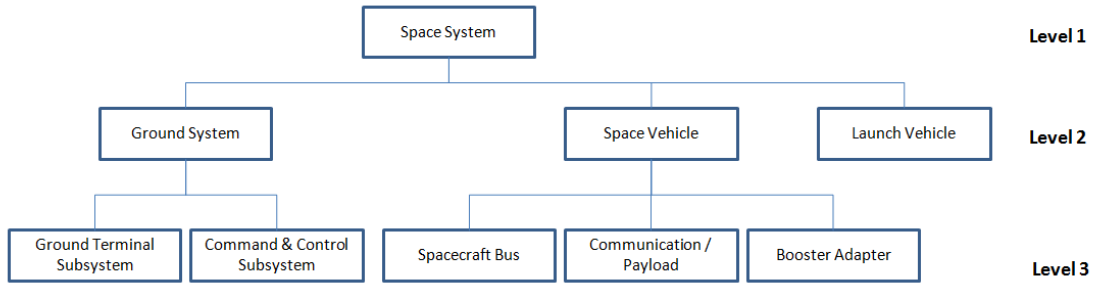 Space System
Level 1
Ground System
Space Vehicle
Launch Vehicle
Level 2
Ground Terminal
Subsystem
Command & Control
Subsystem
Spacecraft Bus
Communication /
Payload
Booster Adapter
Level 3